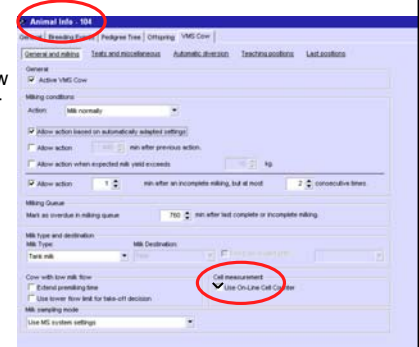 Animal Info - 104
General Breeding Events Pedigree Tree Offspring VMS Cow
General and milking Teats and miscellaneous Automatic diversion Teaching positions Last positions
General
Active VMS Cow
Milking conditions
Action: Milk normally
Allow action based on automatically adapted settings
Allow action min after previous action.
Allow action when expected milk yield exceeds kg
Allow action 1 min after an incomplete milking, but at most 2 consecutive times.
Milking Queue
Mark as overdue in milking queue 760 min after last complete or incomplete milking.
Milk type and destination
Milk Type Milk Destination
Tank milk
Cow with low milk flow Cell measurement
Extend premilking time Use On-Line Cell Counter
Use lower flow limit for take-off decision
Milk sampling mode
Use MS system settings